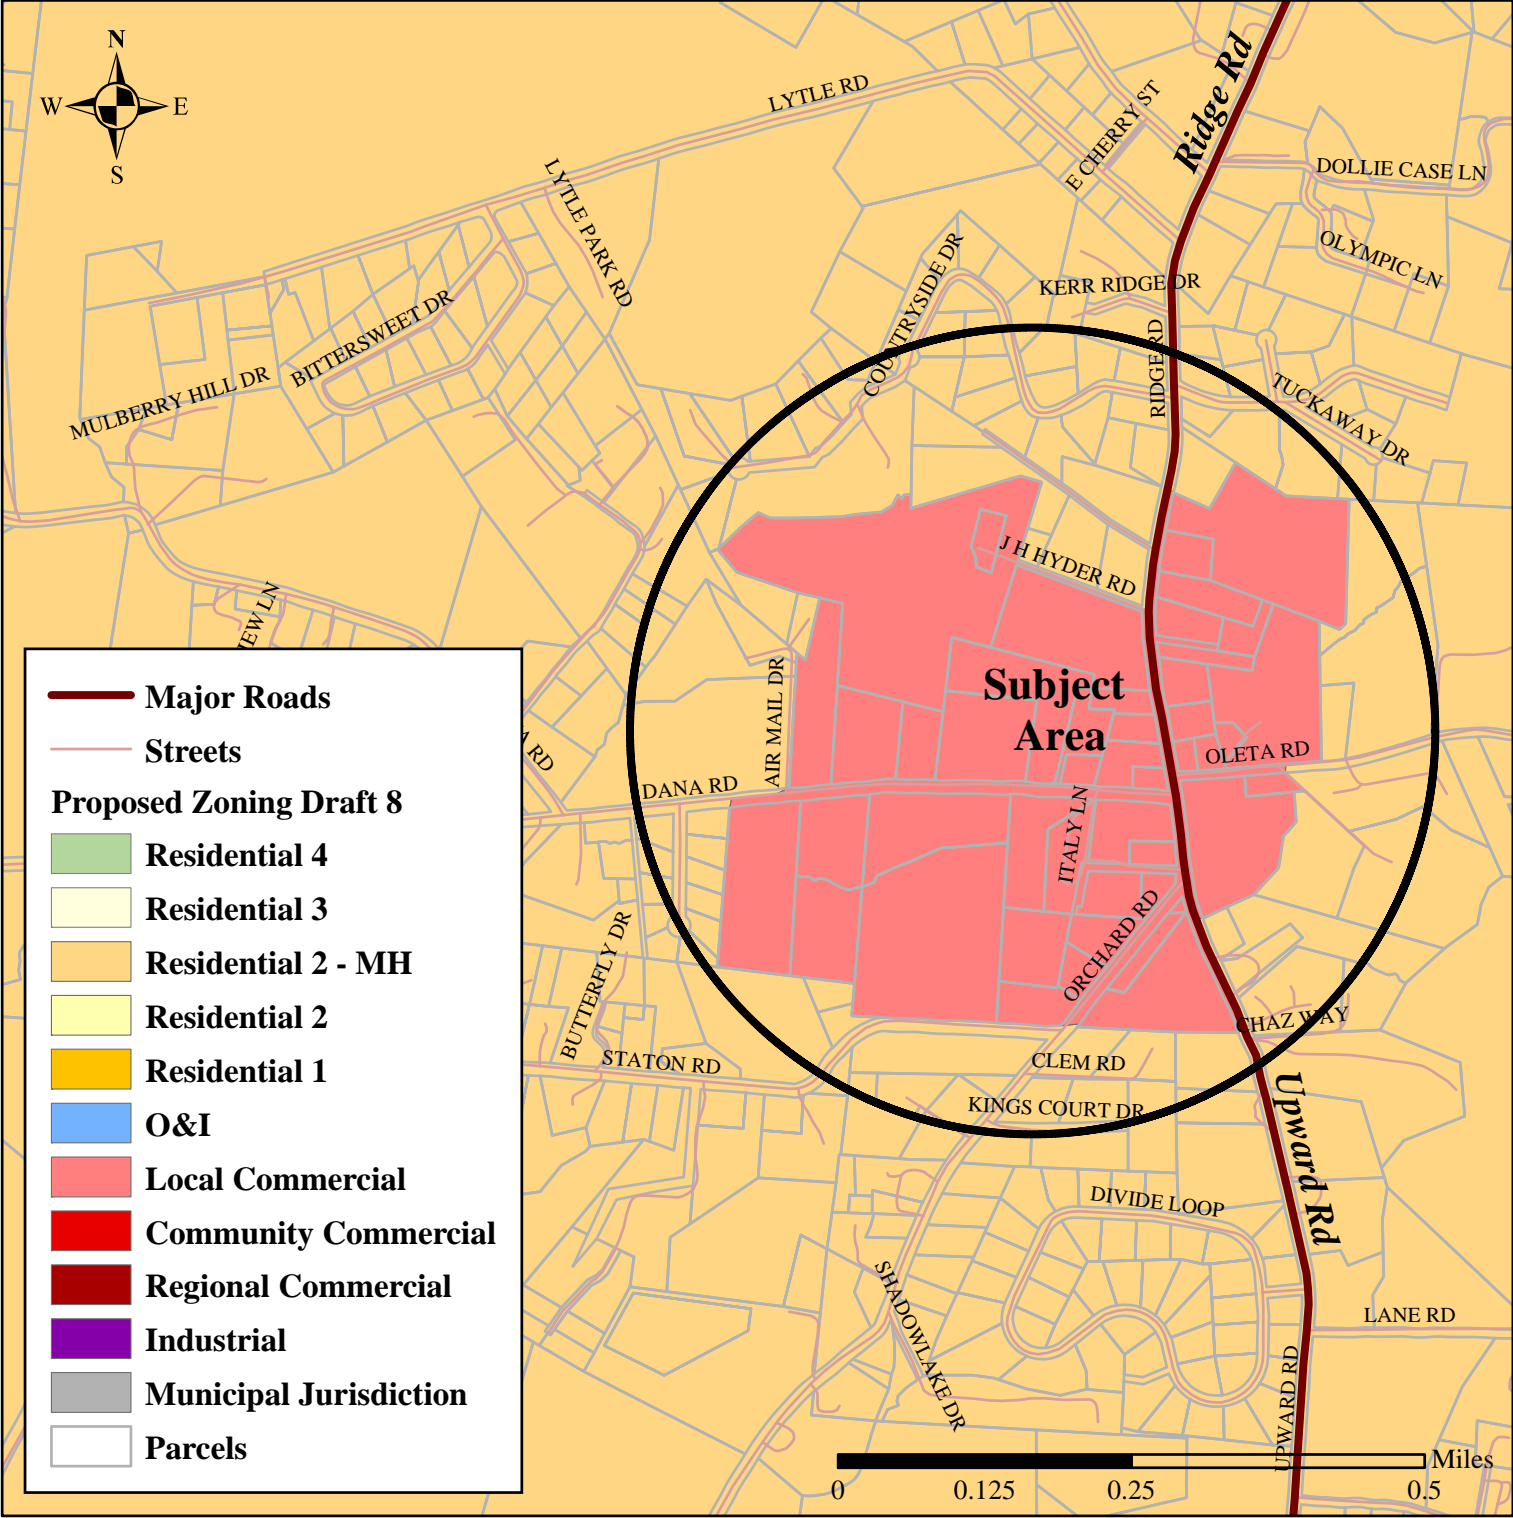 N
W E
S
LYTLE RD
E CHERRY ST
Ridge Rd
DOLLIE CASE LN
OLYMPIC LN
LYTLE PARK RD
COUNTRYSIDE DR
KERR RIDGE DR
BITTERSWEET DR
MULBERRY HILL DR
RIDGE RD
TUCKAWAY DR
J H HYDER RD
IEW LN
Subject
Area
AIR MAIL DR
OLETA RD
A RD
DANA RD
ITALY LN
ORCHARD RD
BUTTERFLY DR
CHAZ WAY
STATON RD
CLEM RD
KINGS COURT DR
Upward Rd
DIVIDE LOOP
SHADOWLAKE DR
LANE RD
UPWARD RD
Major Roads
Streets
Proposed Zoning Draft 8
Residential 4
Residential 3
Residential 2 - MH
Residential 2
Residential 1
O&I
Local Commercial
Community Commercial
Regional Commercial
Industrial
Municipal Jurisdiction
Parcels
Miles
0 0.125 0.25 0.5